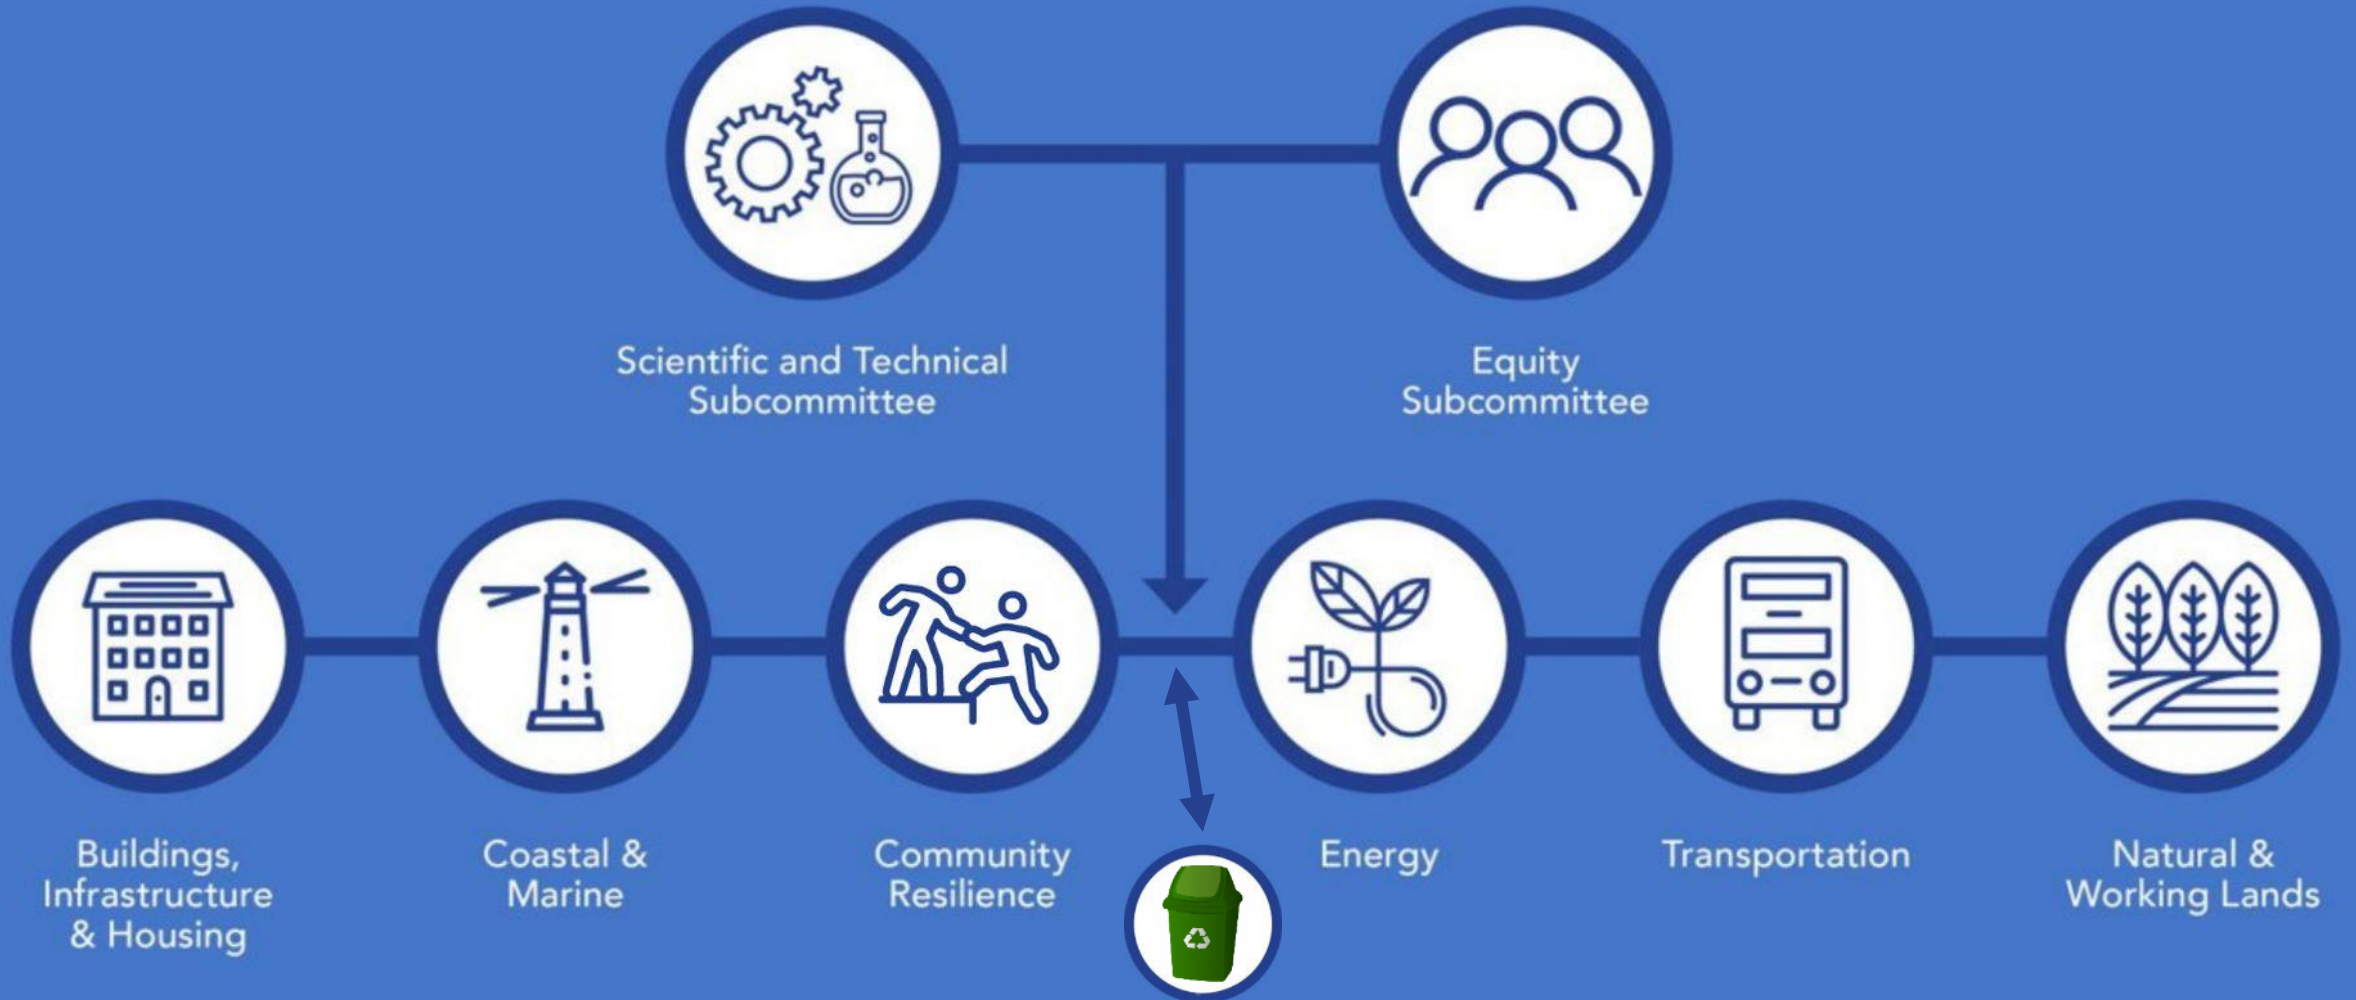 Scientific and Technical
Subcommittee
Equity
Subcommittee
Buildings,
Infrastructure
& Housing
Coastal &
Marine
Community
Resilience
Energy
Transportation
Natural &
Working Lands